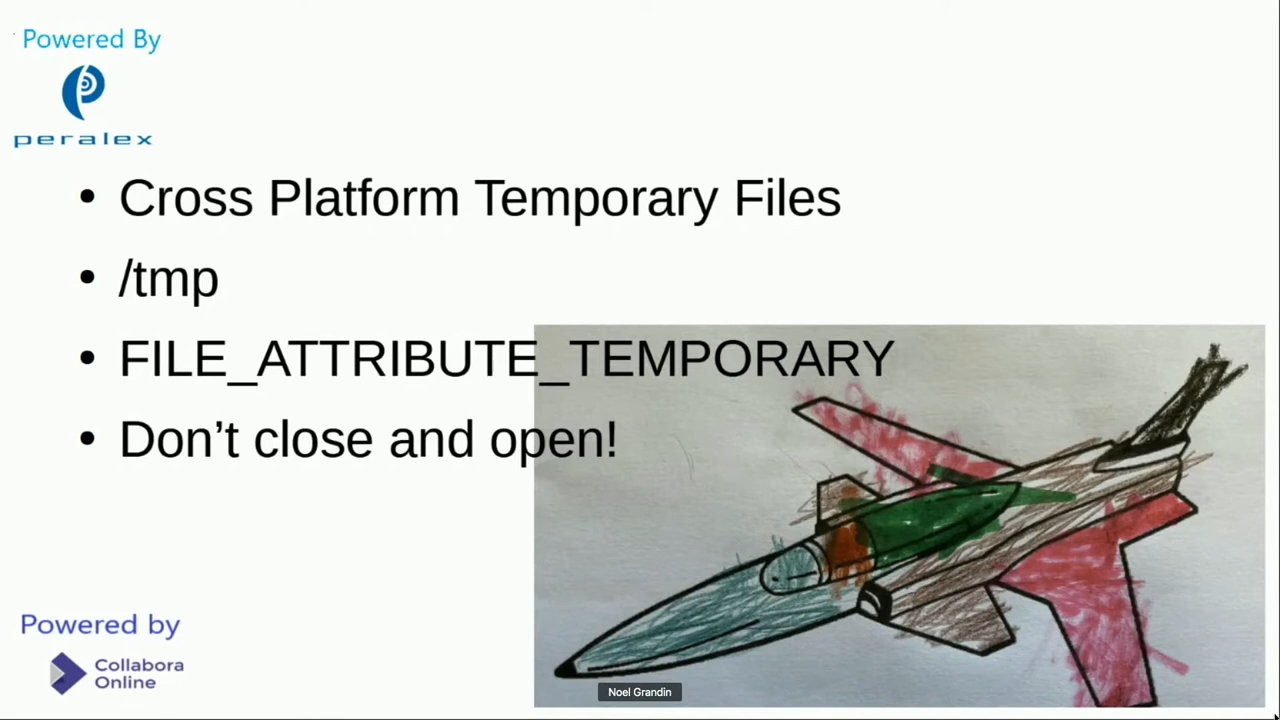 Powered By
peralex
• Cross Platform Temporary Files
• /tmp
• FILE_ATTRIBUTE_TEMPORARY
• Don’t close and open!
Powered by
Collabora
Online
Noel Grandin